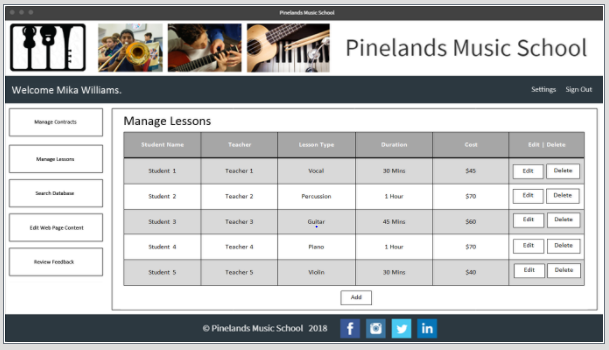 Pinelands Music School
Pinelands Music School
Welcome Mika Williams.
Settings Sign Out
Manage Contracts
Manage Lessons
Search Database
Edit Web Page Content
Review Feedback
Manage Lessons
Student Name Teacher Lesson Type Duration Cost Edit | Delete
Student 1 Teacher 1 Vocal 30 Mins $45 Edit Delete
Student 2 Teacher 2 Percussion 1 Hour $70 Edit Delete
Student 3 Teacher 3 Guitar 45 Mins $60 Edit Delete
Student 4 Teacher 4 Piano 1 Hour $70 Edit Delete
Student 5 Teacher 5 Violin 30 Mins $40 Edit Delete
Add
© Pinelands Music School 2018 f in